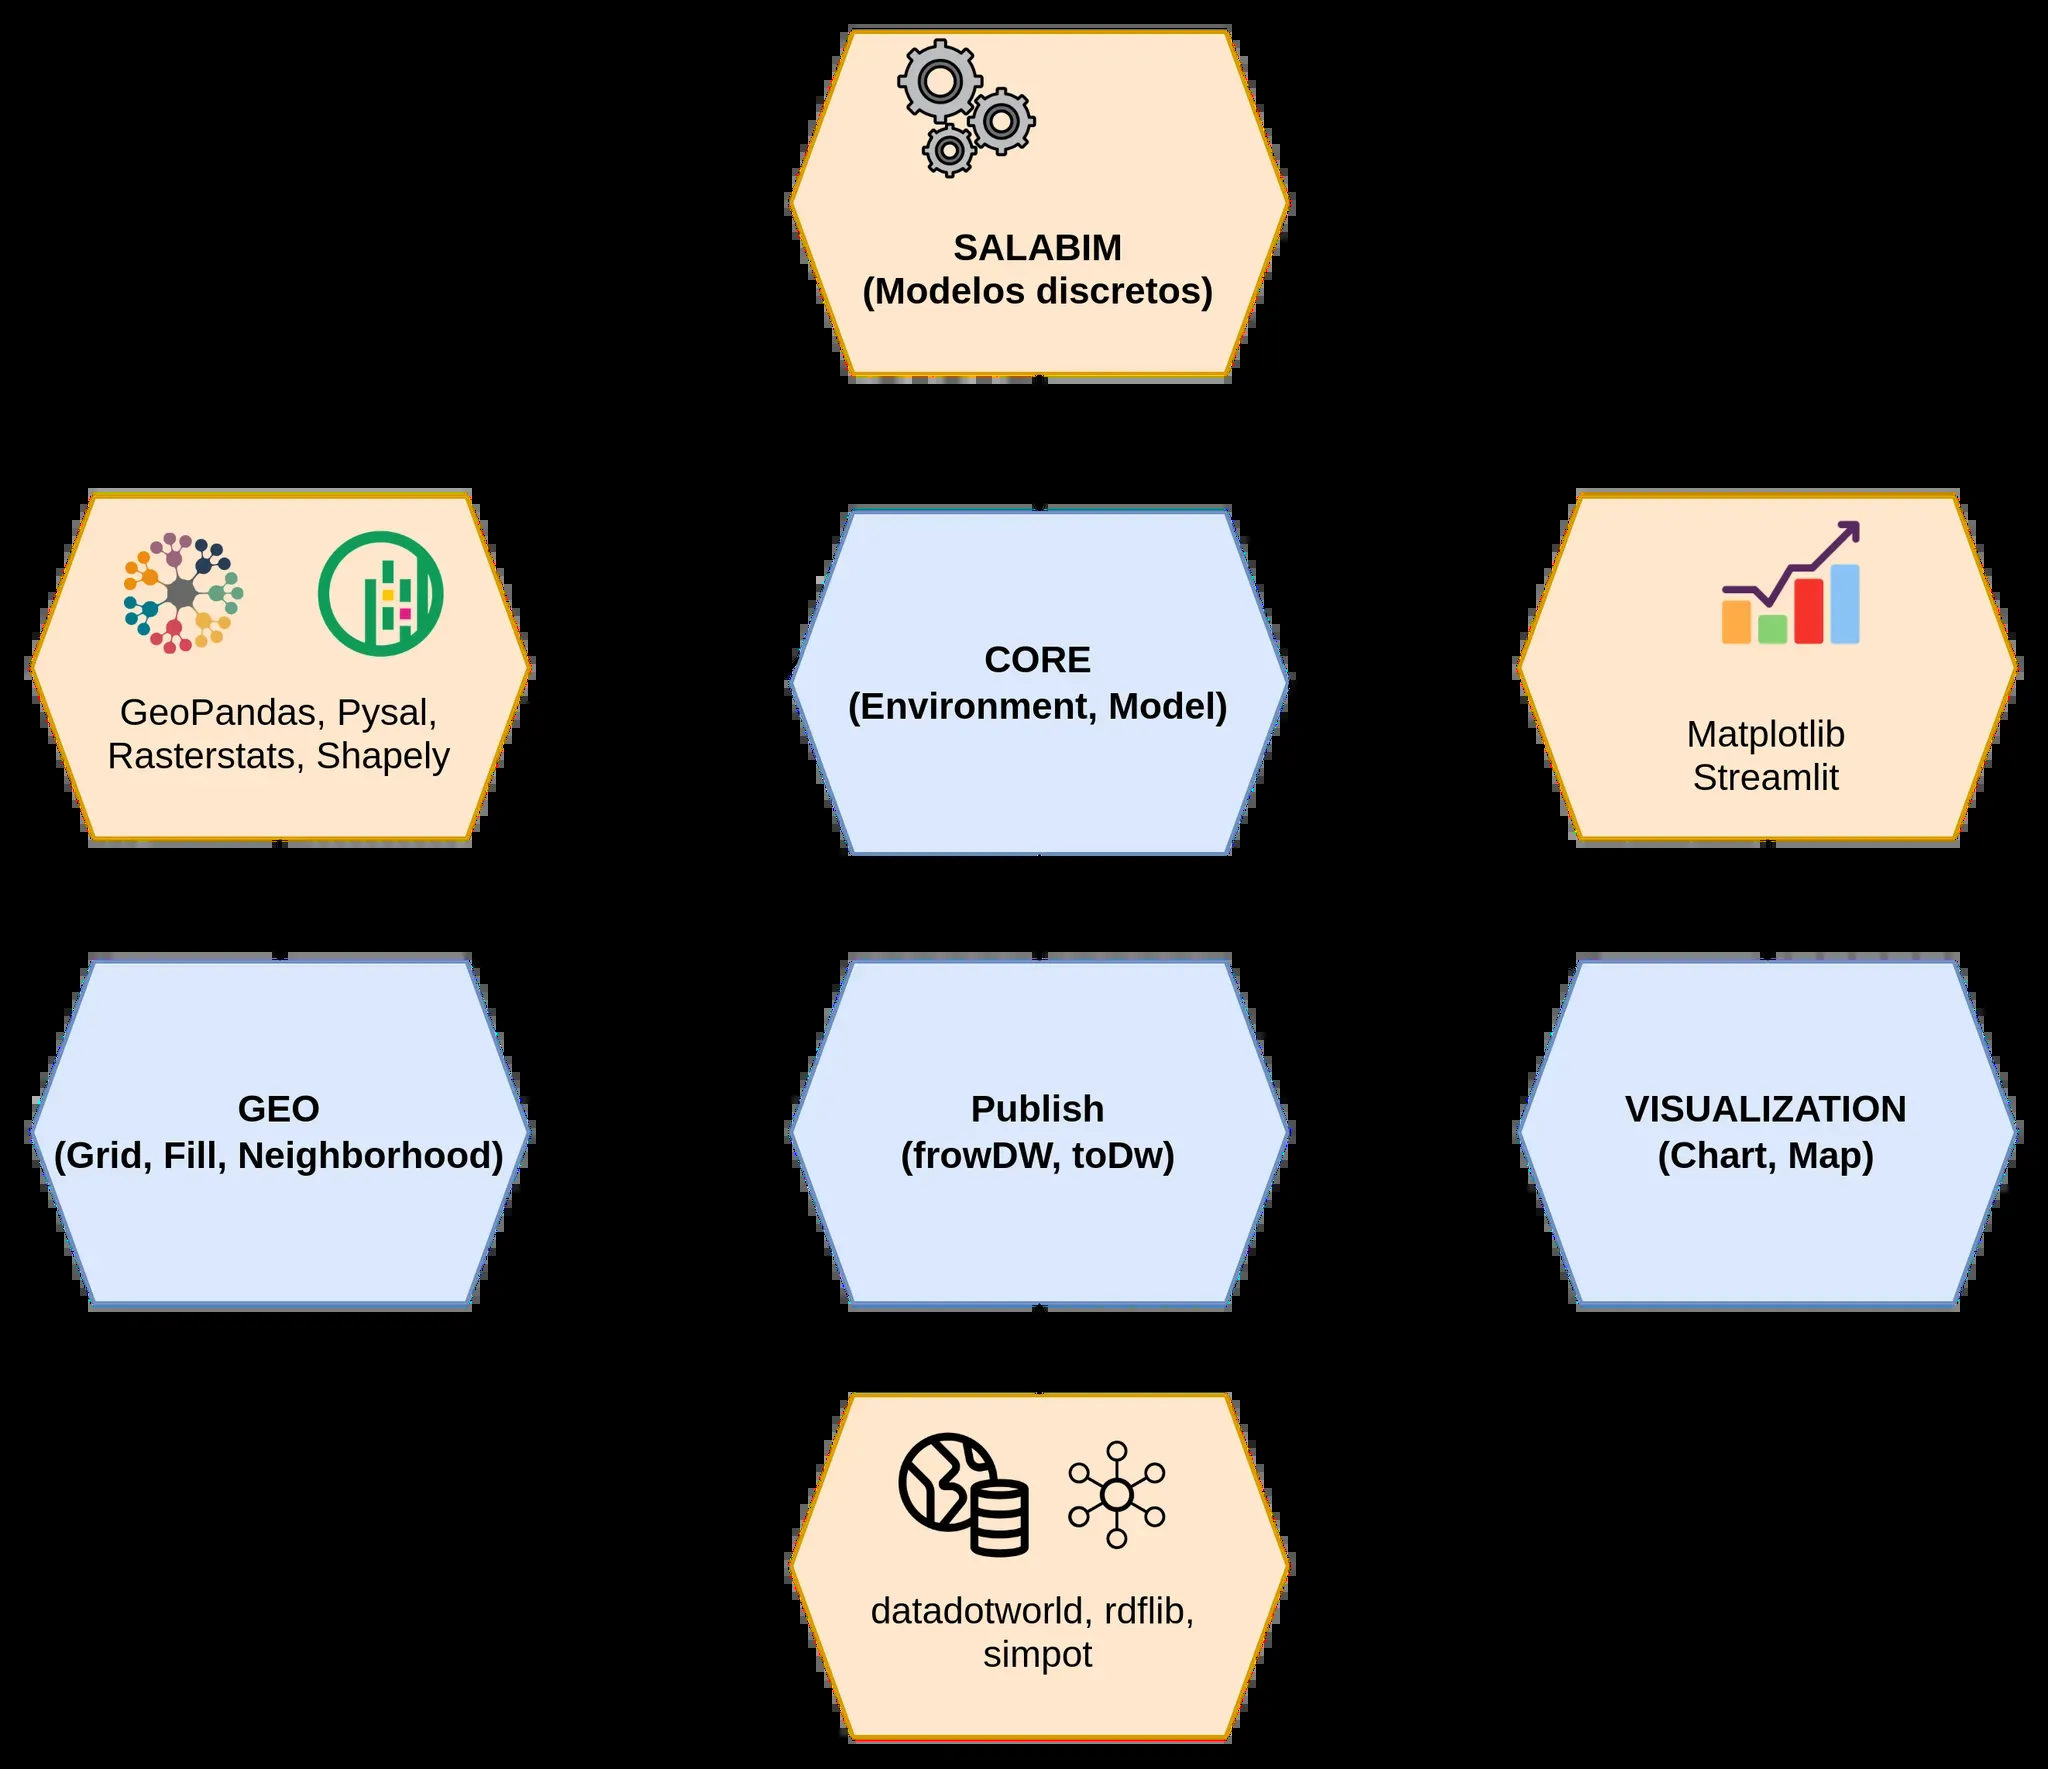 SALABIM
(Modelos discretos)
GeoPandas, Pysal,
Rasterstats, Shapely
CORE
(Environment, Model)
Matplotlib
Streamlit
GEO
(Grid, Fill, Neighborhood)
Publish
(frowDW, toDw)
VISUALIZATION
(Chart, Map)
datadotworld, rdflib,
simpot